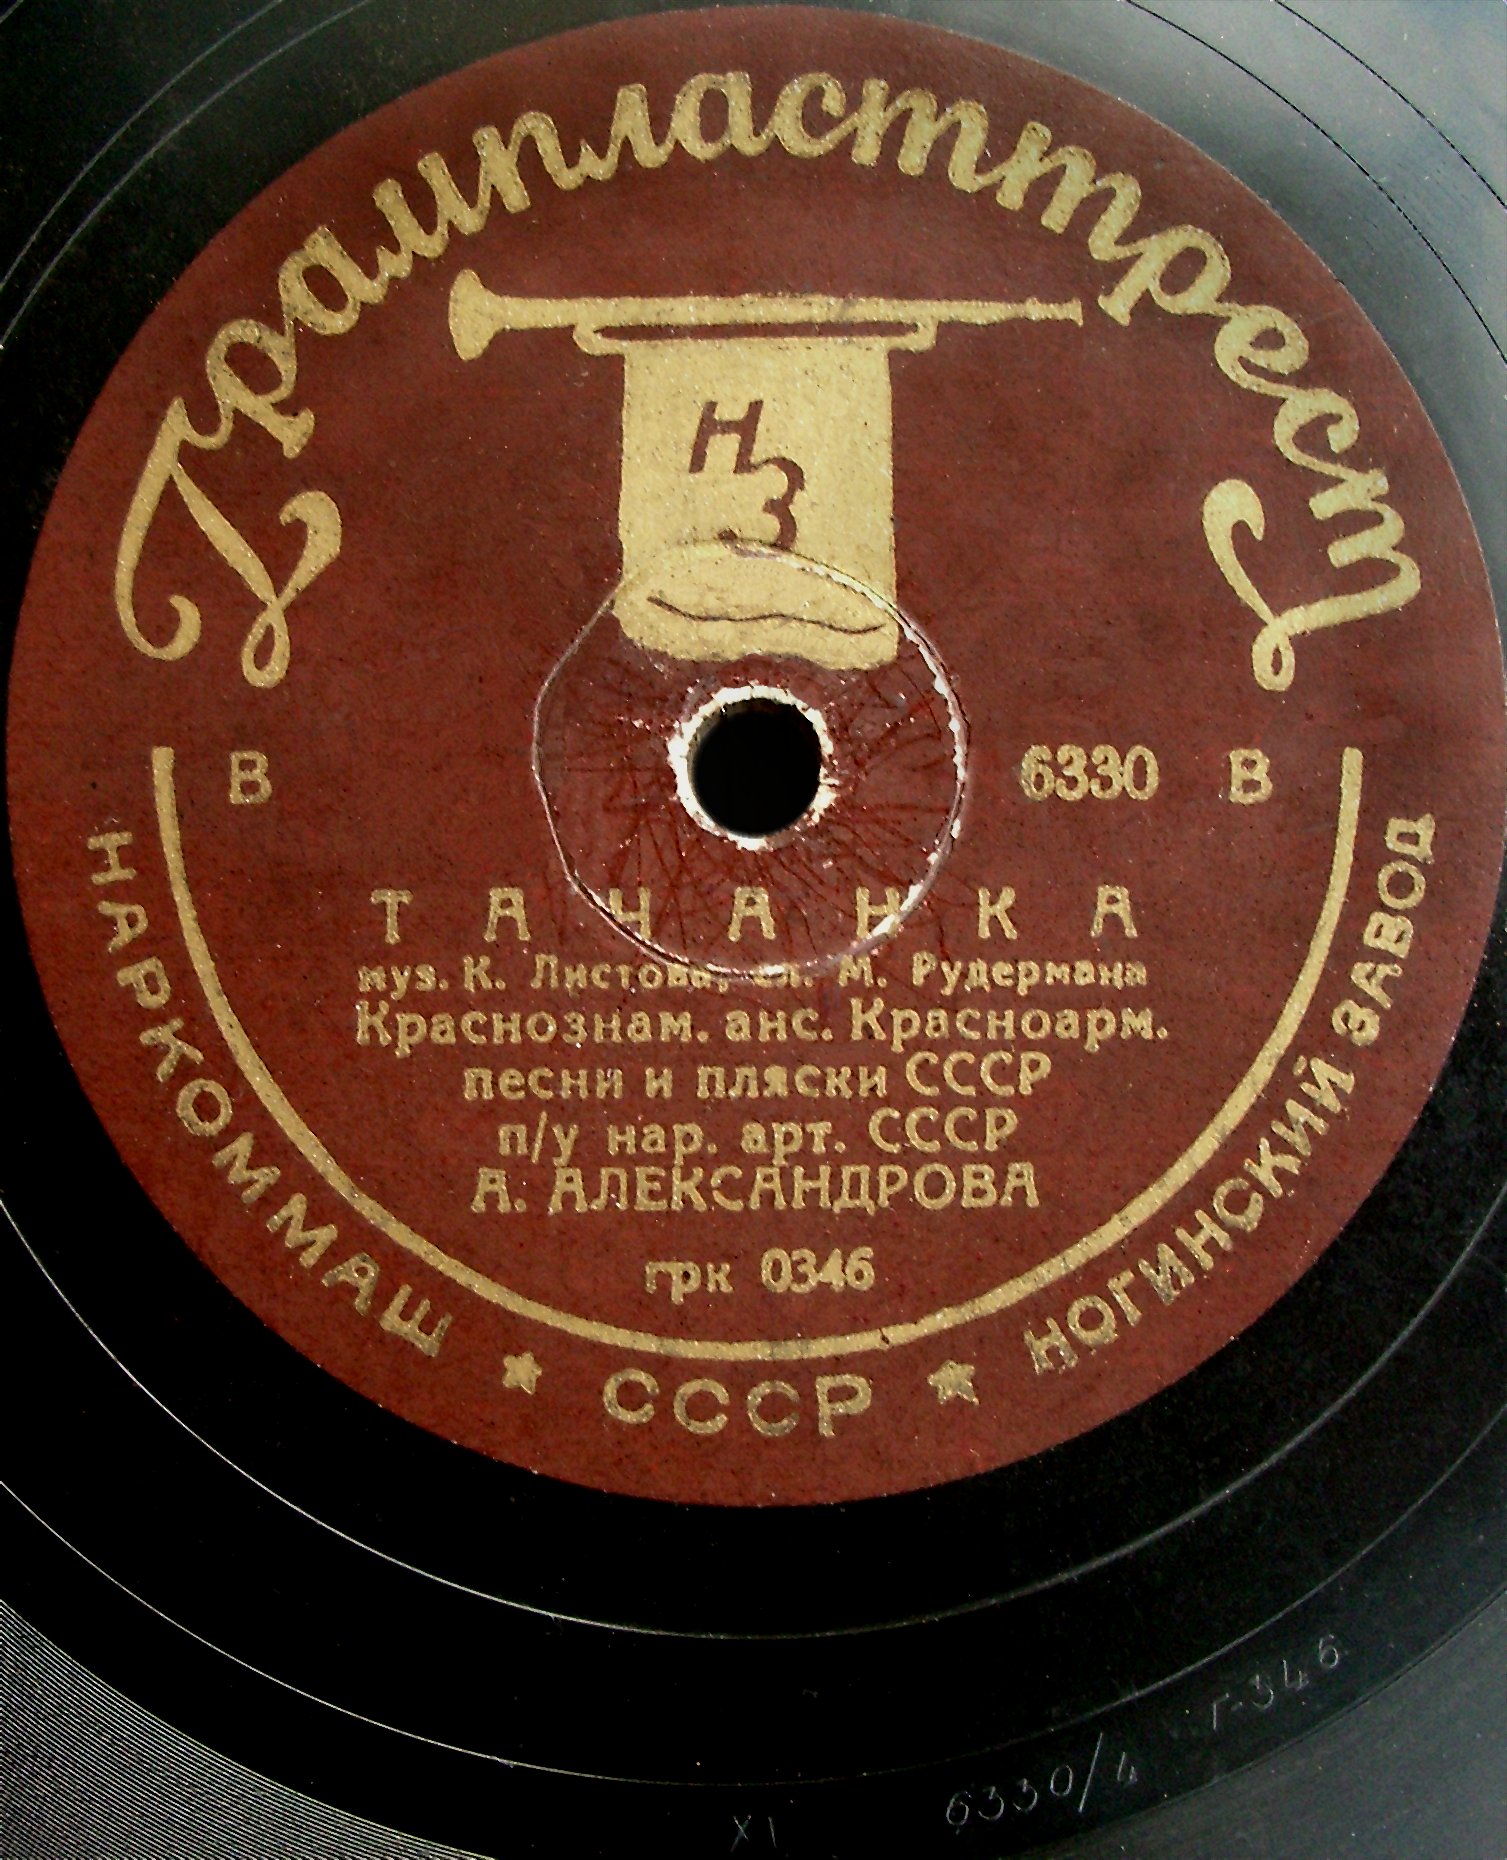 Грампласттрест
НЗ
В 6330 В
ТАЧАНКА
муз. К. Листова, сл. М. Рудермана
Краснознам. анс. Красноарм.
песни и пляски СССР
п/у нар. арт. СССР
А. АЛЕКСАНДРОВА
грк 0346
НАРКОММАШ ★ СССР ★ НОГИНСКИЙ ЗАВОД
XI 6330/4 Г-346